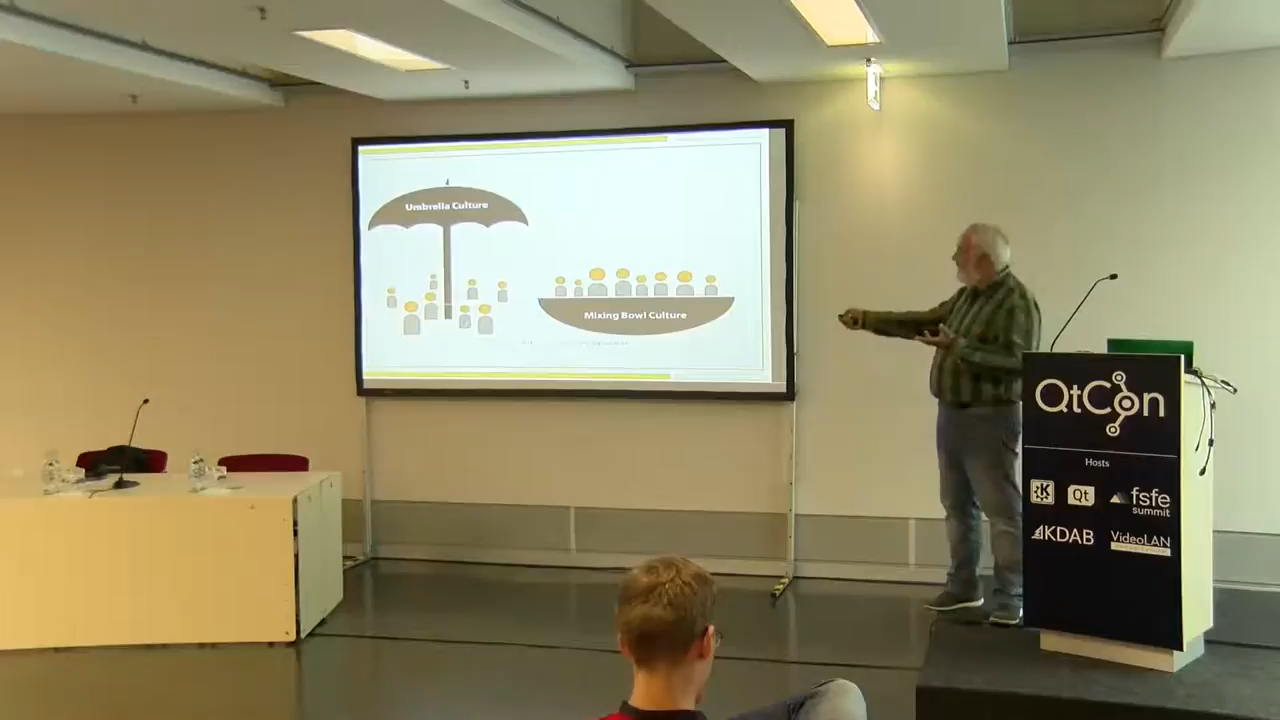 Umbrella Culture
Mixing Bowl Culture
QtCon
Hosts
K
Qt
fsfe
summit
KDAB
VideoLAN